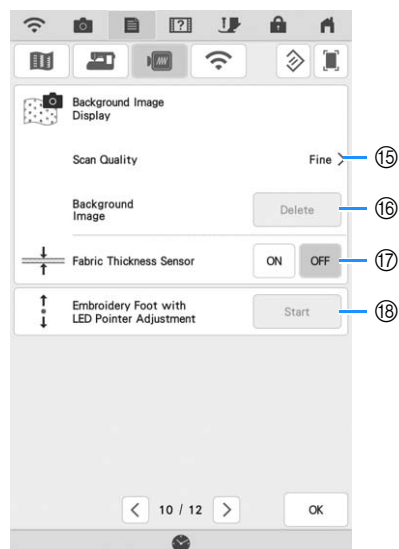 Background Image
Display
Scan Quality
Fine >
⑮
Background
Image
Delete
⑯
Fabric Thickness Sensor
ON
OFF
⑰
Embroidery Foot with
LED Pointer Adjustment
Start
⑱
< 10 / 12 >
OK